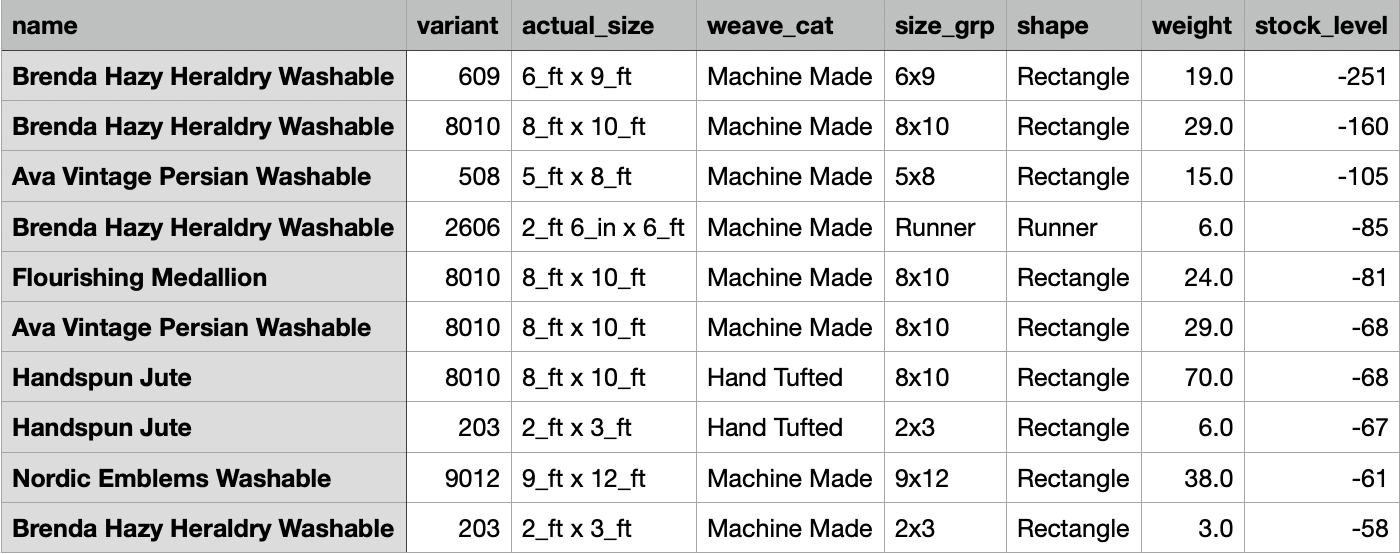 name variant actual_size weave_cat size_grp shape weight stock_level
Brenda Hazy Heraldry Washable 609 6_ft x 9_ft Machine Made 6x9 Rectangle 19.0 -251
Brenda Hazy Heraldry Washable 8010 8_ft x 10_ft Machine Made 8x10 Rectangle 29.0 -160
Ava Vintage Persian Washable 508 5_ft x 8_ft Machine Made 5x8 Rectangle 15.0 -105
Brenda Hazy Heraldry Washable 2606 2_ft 6_in x 6_ft Machine Made Runner Runner 6.0 -85
Flourishing Medallion 8010 8_ft x 10_ft Machine Made 8x10 Rectangle 24.0 -81
Ava Vintage Persian Washable 8010 8_ft x 10_ft Machine Made 8x10 Rectangle 29.0 -68
Handspun Jute 8010 8_ft x 10_ft Hand Tufted 8x10 Rectangle 70.0 -68
Handspun Jute 203 2_ft x 3_ft Hand Tufted 2x3 Rectangle 6.0 -67
Nordic Emblems Washable 9012 9_ft x 12_ft Machine Made 9x12 Rectangle 38.0 -61
Brenda Hazy Heraldry Washable 203 2_ft x 3_ft Machine Made 2x3 Rectangle 3.0 -58